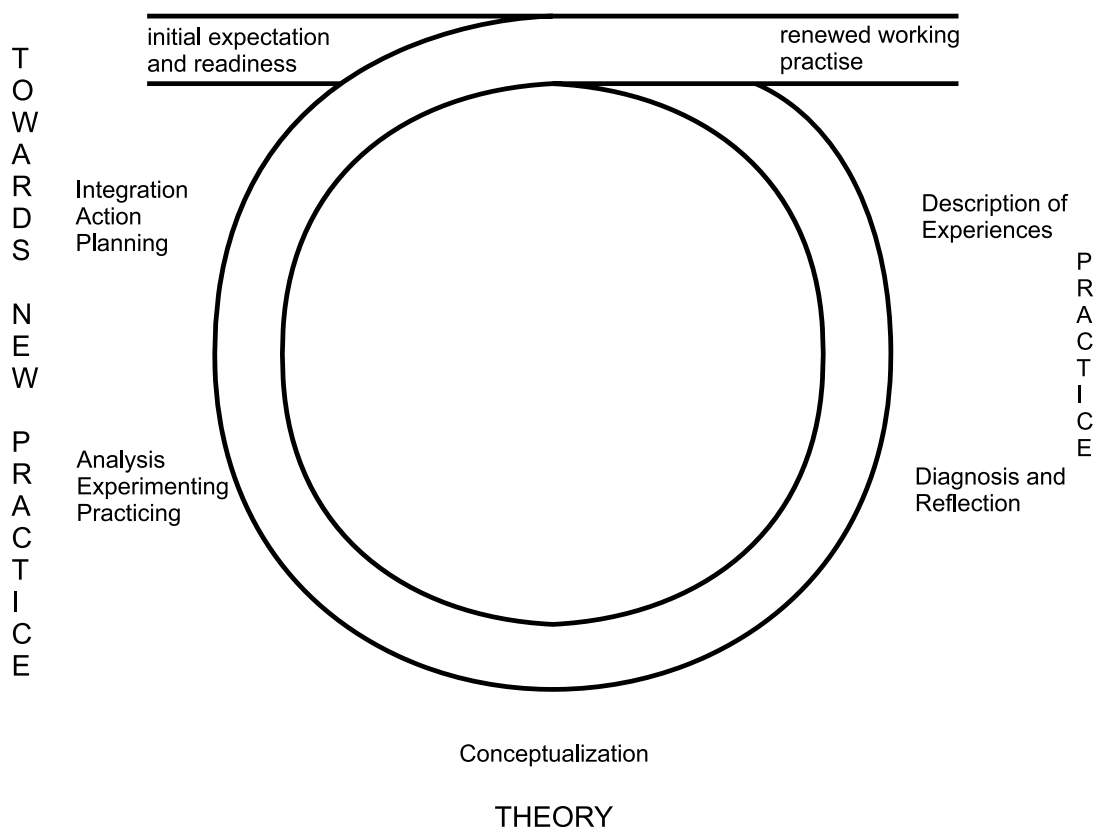 initial expectation
and readiness
renewed working
practise
TOWARDS NEW PRACTICE
Integration
Action
Planning
Description of
Experiences
PRACTICE
Analysis
Experimenting
Practicing
Diagnosis and
Reflection
Conceptualization
THEORY